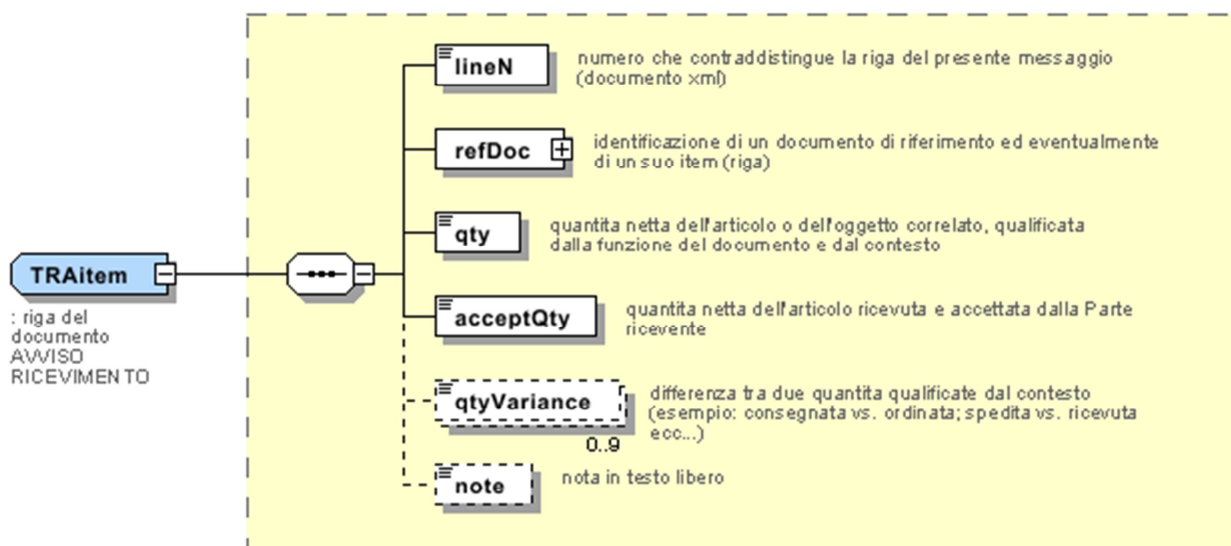 lineN
numero che contraddistingue la riga del presente messaggio
(documento xml)
refDoc
identificazione di un documento di riferimento ed eventualmente
di un suo item (riga)
qty
quantita netta dell'articolo o dell'oggetto correlato, qualificata
dalla funzione del documento e dal contesto
TRAitem
: riga del
documento
AVVISO
RICEVIMENTO
acceptQty
quantita netta dell'articolo ricevuta e accettata dalla Parte
ricevente
qtyVariance
differenza tra due quantita qualificate dal contesto
(esempio: consegnata vs. ordinata; spedita vs. ricevuta
ecc...)
0..9
note
nota in testo libero